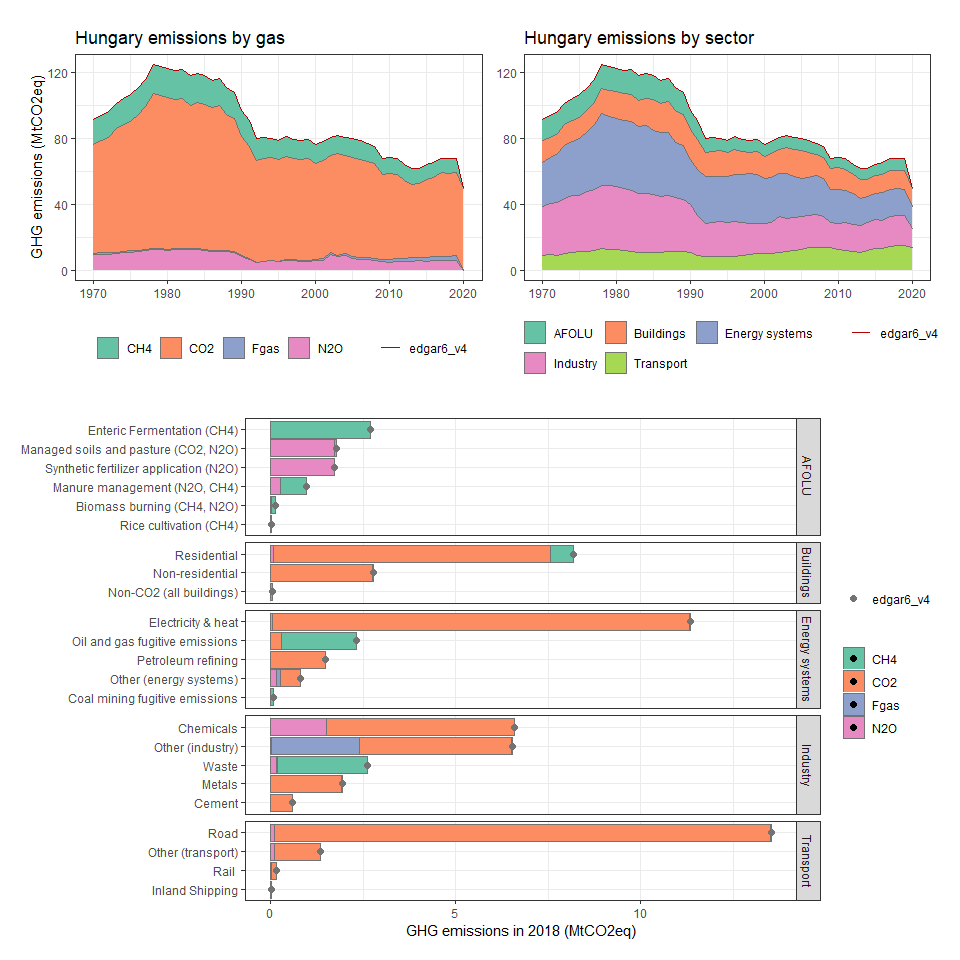 Hungary emissions by gas
GHG emissions (MtCO2eq)
120
80
40
0
1970
1980
1990
2000
2010
2020
CH4
CO2
Fgas
N2O
edgar6_v4
Hungary emissions by sector
120
80
40
0
1970
1980
1990
2000
2010
2020
AFOLU
Buildings
Energy systems
edgar6_v4
Industry
Transport
Enteric Fermentation (CH4)
Managed soils and pasture (CO2, N2O)
Synthetic fertilizer application (N2O)
Manure management (N2O, CH4)
Biomass burning (CH4, N2O)
Rice cultivation (CH4)
AFOLU
Residential
Non-residential
Non-CO2 (all buildings)
Buildings
Electricity & heat
Oil and gas fugitive emissions
Petroleum refining
Other (energy systems)
Coal mining fugitive emissions
Energy systems
Chemicals
Other (industry)
Waste
Metals
Cement
Industry
Road
Other (transport)
Rail
Inland Shipping
Transport
0
5
10
GHG emissions in 2018 (MtCO2eq)
edgar6_v4
CH4
CO2
Fgas
N2O